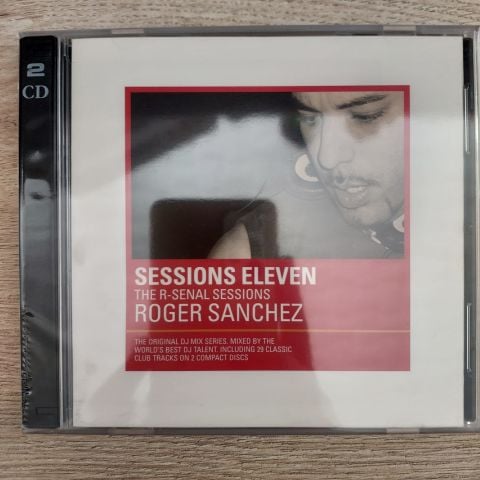 2
CD
SESSIONS ELEVEN
THE R-SENAL SESSIONS
ROGER SANCHEZ
THE ORIGINAL DJ MIX SERIES. MIXED BY THE
WORLD'S BEST DJ TALENT. INCLUDING 29 CLASSIC
CLUB TRACKS ON 2 COMPACT DISCS